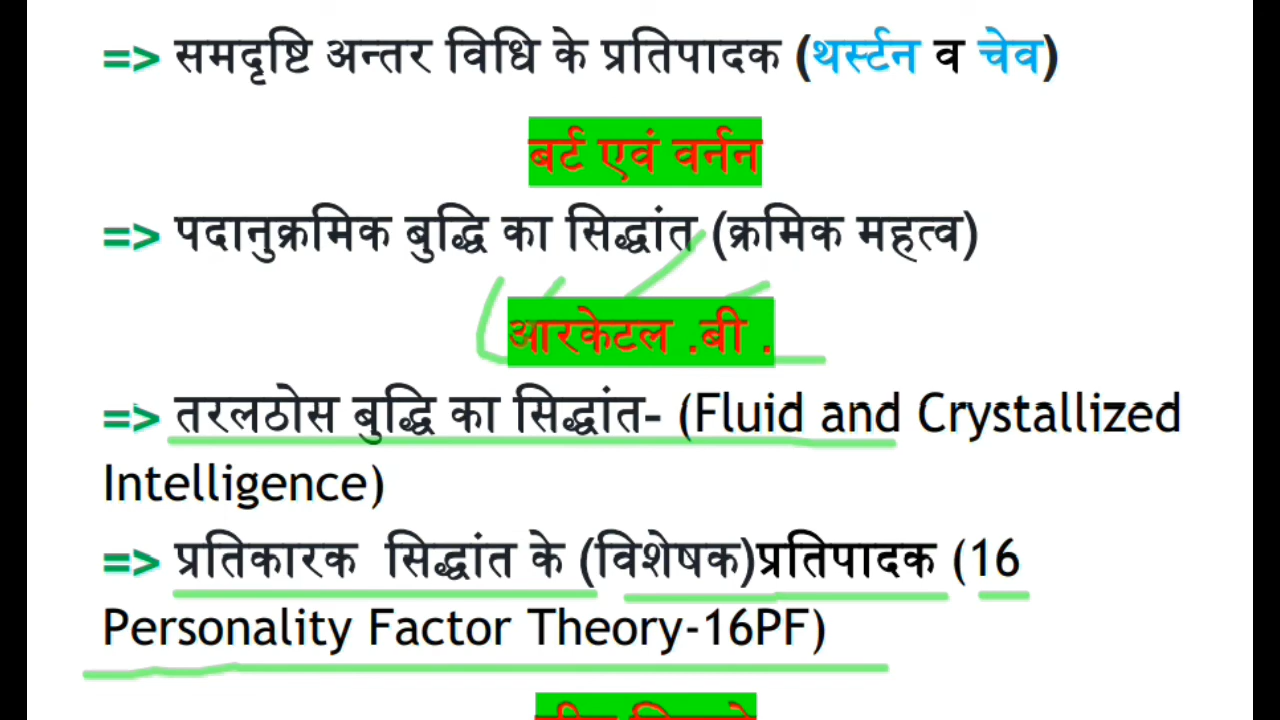 => समदृष्टि अन्तर विधि के प्रतिपादक (थर्स्टन व चेव)
बर्ट एवं वर्नन
=> पदानुक्रमिक बुद्धि का सिद्धांत (क्रमिक महत्व)
आरकेटल .बी .
=> तरलठोस बुद्धि का सिद्धांत- (Fluid and Crystallized
Intelligence)
=> प्रतिकारक सिद्धांत के (विशेषक)प्रतिपादक (16
Personality Factor Theory-16PF)